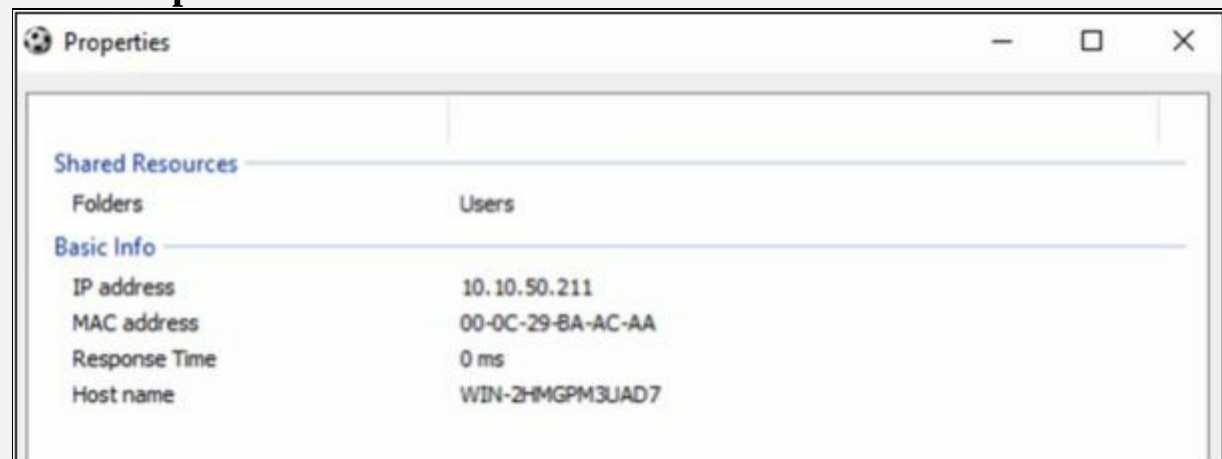 Properties
Shared Resources
Folders Users
Basic Info
IP address 10.10.50.211
MAC address 00-0C-29-BA-AC-AA
Response Time 0 ms
Host name WIN-2HMGPM3UAD7